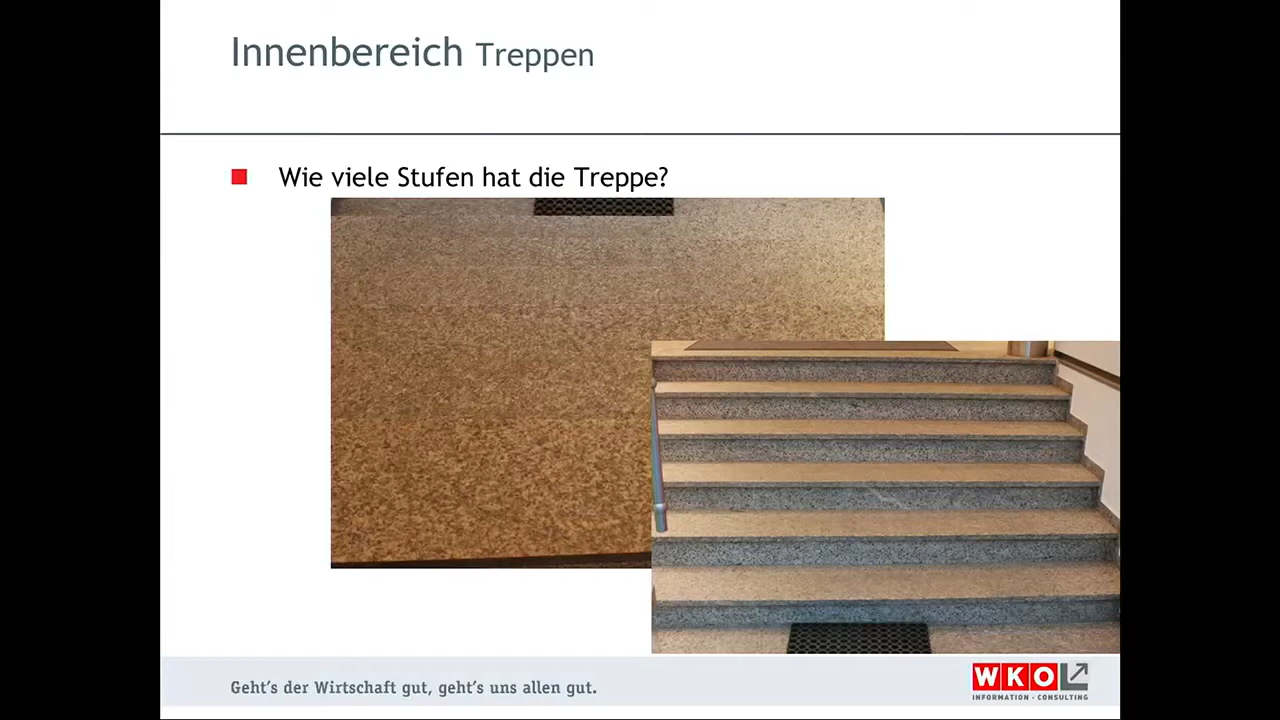 Innenbereich Treppen
Wie viele Stufen hat die Treppe?
Geht's der Wirtschaft gut, geht's uns allen gut.
WKO
INFORMATION - CONSULTING